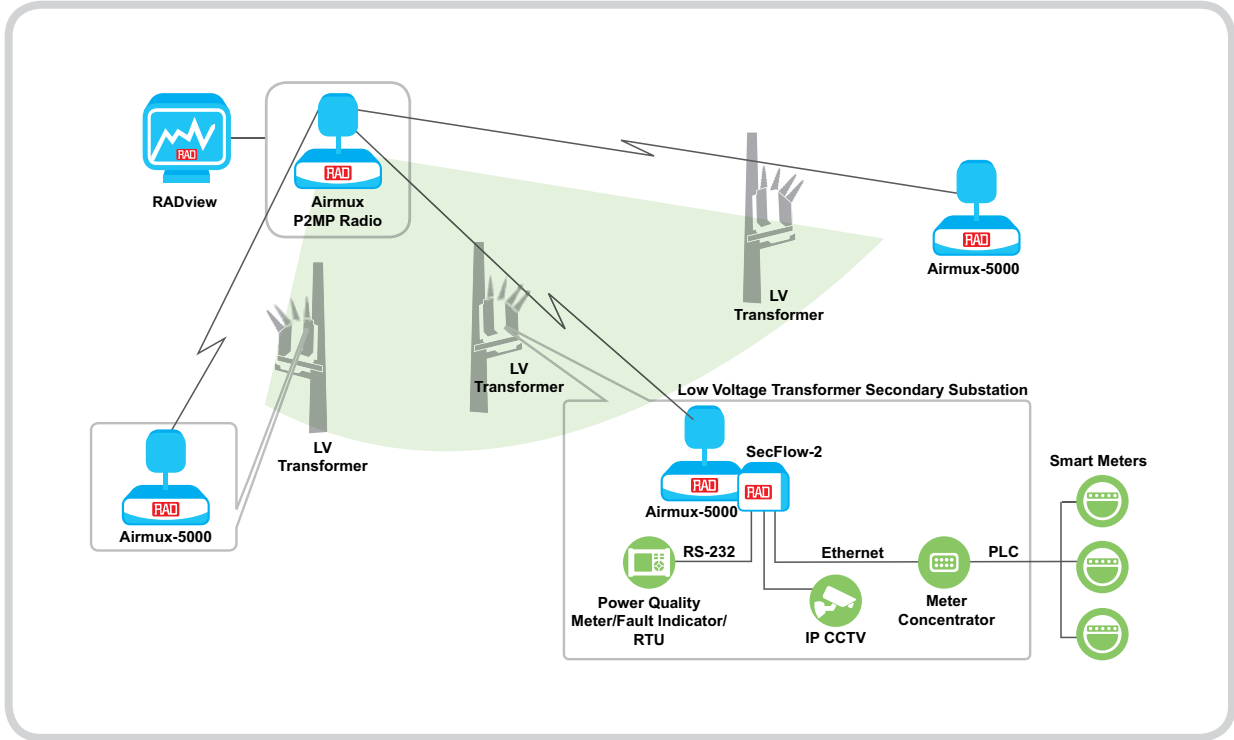 RAD
RADview
RAD
Airmux
P2MP Radio
RAD
Airmux-5000
LV
Transformer
LV
Transformer
LV
Transformer
RAD
Airmux-5000
Low Voltage Transformer Secondary Substation
SecFlow-2
RAD
RAD
Airmux-5000
RS-232
Ethernet
PLC
Power Quality
Meter/Fault Indicator/
RTU
IP CCTV
Meter
Concentrator
Smart Meters